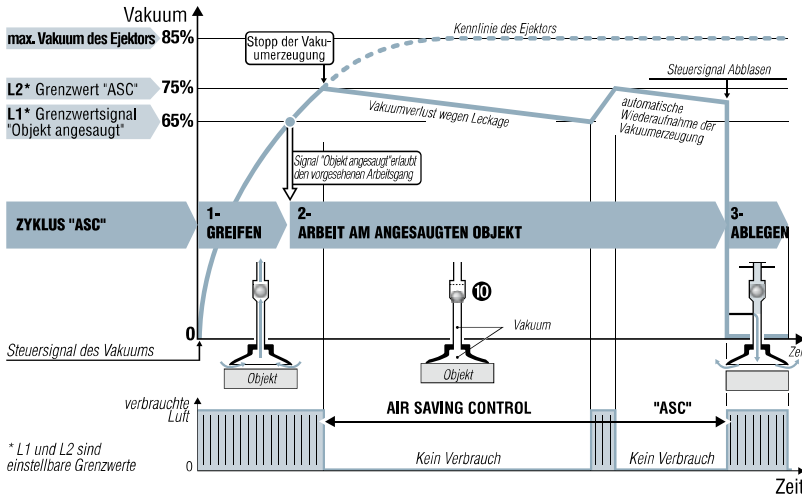 Vakuum
max. Vakuum des Ejektors 85%
Kennlinie des Ejektors
Stopp der Vaku-
umerzeugung
Steuersignal Abblasen
L2* Grenzwert "ASC" 75%
L1* Grenzwertsignal
"Objekt angesaugt" 65%
Vakuumverlust wegen Leckage
automatische
Wiederaufnahme der
Vakuumerzeugung
Signal "Objekt angesaugt"erlaubt
den vorgesehenen Arbeitsgang
ZYKLUS "ASC"
1-
GREIFEN
2-
ARBEIT AM ANGESAUGTEN OBJEKT
3-
ABLEGEN
10
Vakuum
0
Zeit
Steuersignal des Vakuums
Objekt
Objekt
verbrauchte
Luft
AIR SAVING CONTROL "ASC"
* L1 und L2 sind
einstellbare Grenzwerte
0
Kein Verbrauch
Kein Verbrauch
Zeit